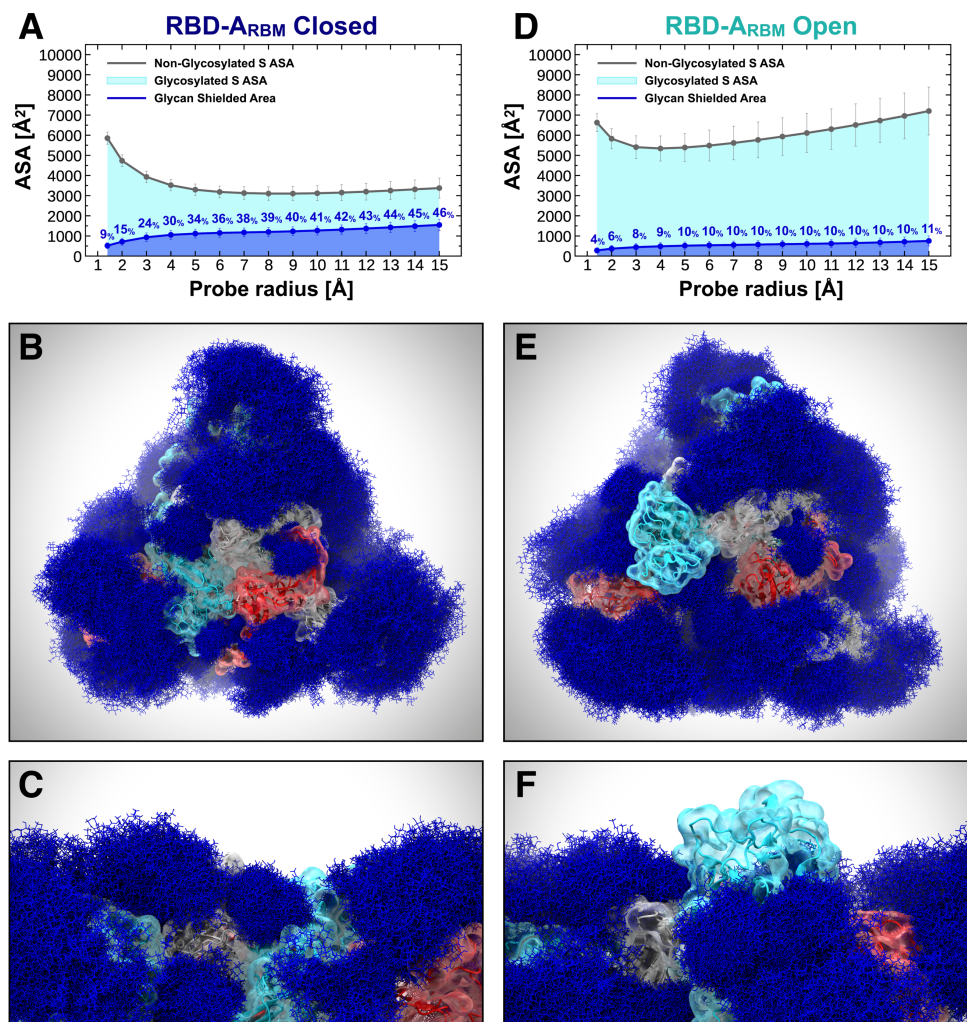 A
RBD-ARBM Closed
ASA [Å²]
10000
9000
8000
7000
6000
5000
4000
3000
2000
1000
0
Non-Glycosylated S ASA
Glycosylated S ASA
Glycan Shielded Area
9% 15% 24% 30% 34% 36% 38% 39% 40% 41% 42% 43% 44% 45% 46%
1 2 3 4 5 6 7 8 9 10 11 12 13 14 15
Probe radius [Å]
D
RBD-ARBM Open
ASA [Å²]
10000
9000
8000
7000
6000
5000
4000
3000
2000
1000
0
Non-Glycosylated S ASA
Glycosylated S ASA
Glycan Shielded Area
4% 6% 8% 9% 10% 10% 10% 10% 10% 10% 10% 10% 10% 10% 11%
1 2 3 4 5 6 7 8 9 10 11 12 13 14 15
Probe radius [Å]
B
E
C
F